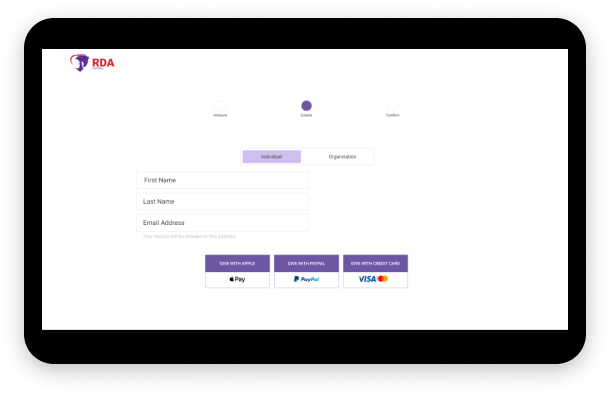 RDA
Amount
Details
Confirm
Individual
Organisation
First Name
Last Name
Email Address
Your receipt will be emailed to this address.
GIVE WITH APPLE
GIVE WITH PAYPAL
GIVE WITH CREDIT CARD
Pay
PayPal
VISA